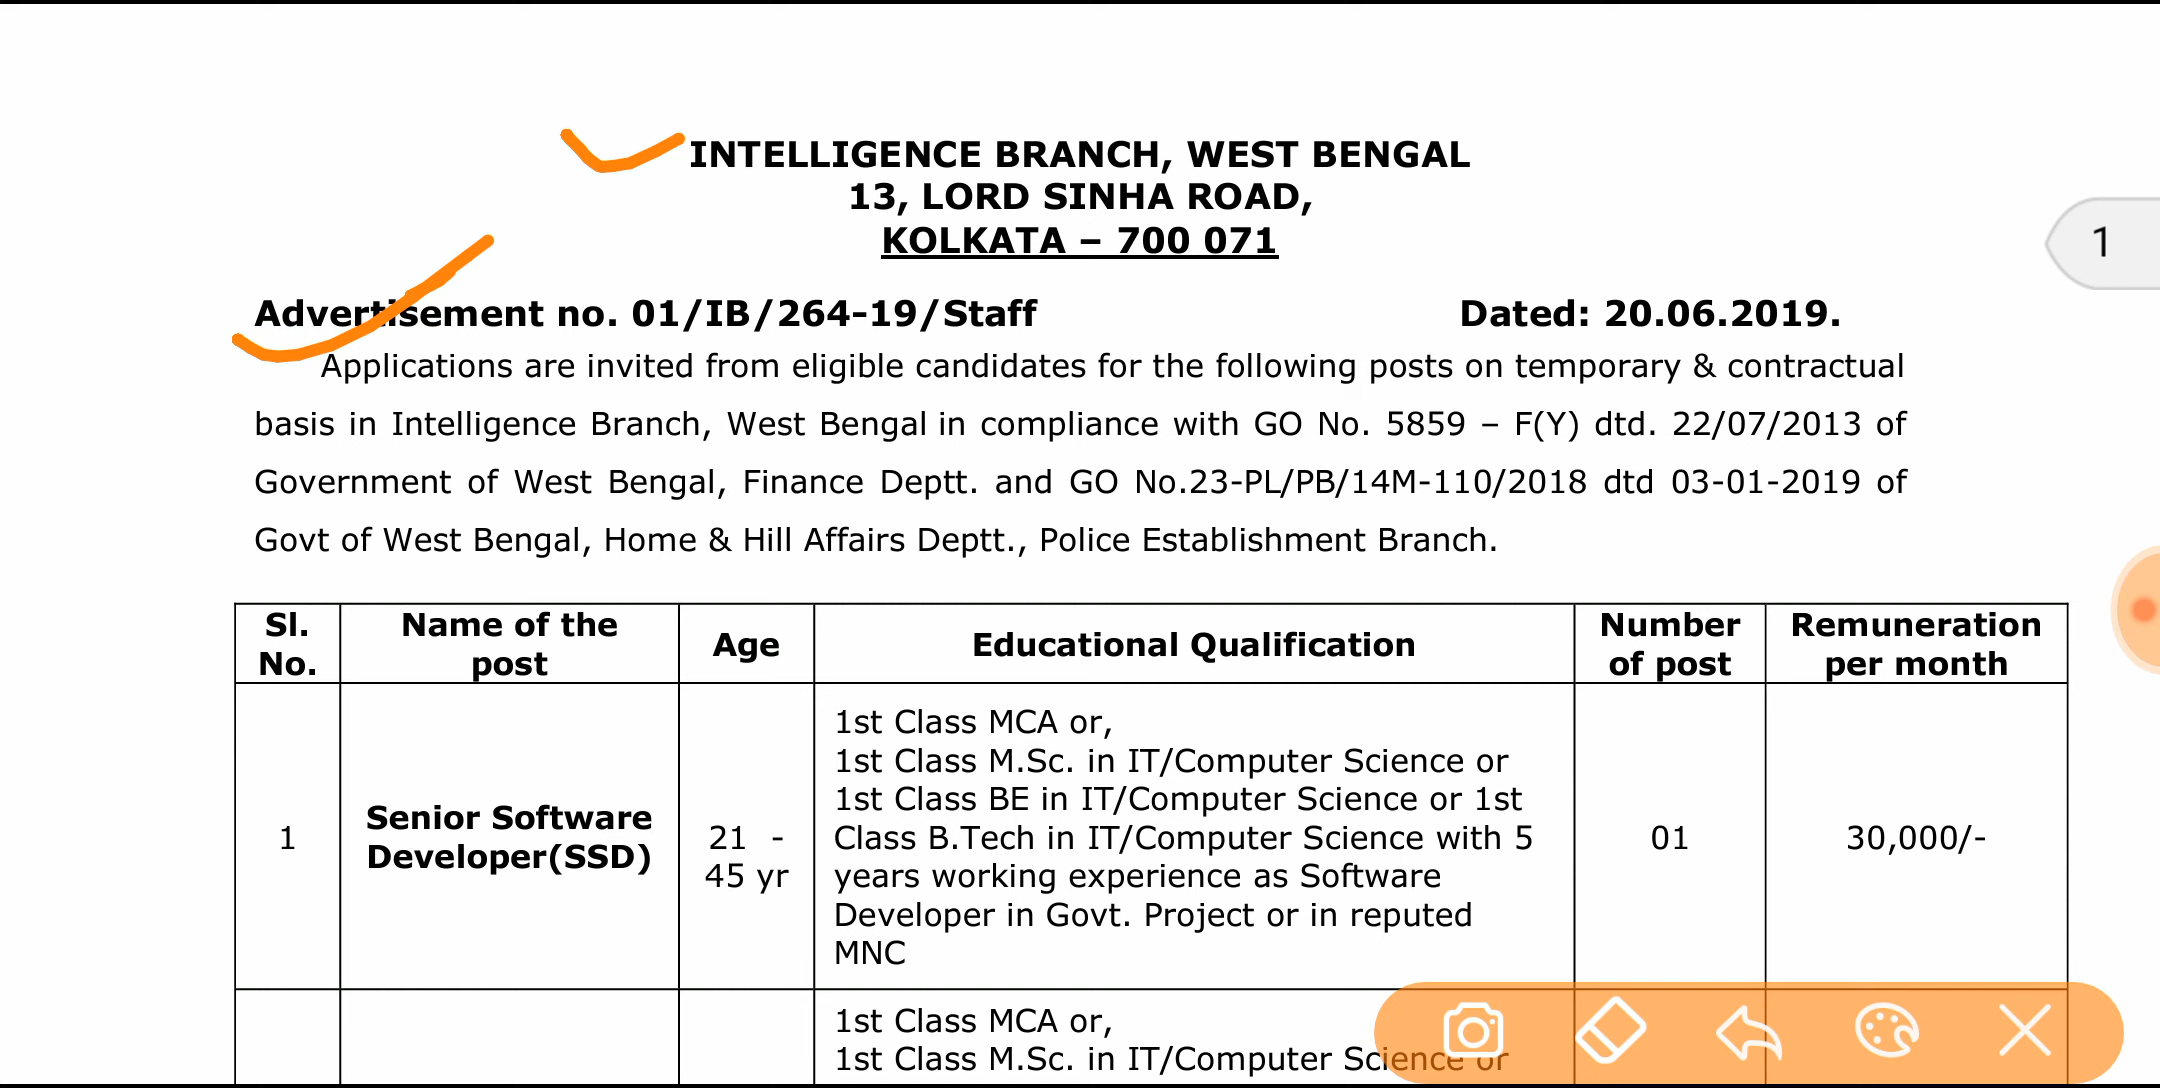 INTELLIGENCE BRANCH, WEST BENGAL
13, LORD SINHA ROAD,
KOLKATA – 700 071
1
Advertisement no. 01/IB/264-19/Staff Dated: 20.06.2019.
Applications are invited from eligible candidates for the following posts on temporary & contractual
basis in Intelligence Branch, West Bengal in compliance with GO No. 5859 – F(Y) dtd. 22/07/2013 of
Government of West Bengal, Finance Deptt. and GO No.23-PL/PB/14M-110/2018 dtd 03-01-2019 of
Govt of West Bengal, Home & Hill Affairs Deptt., Police Establishment Branch.
Sl.
No.
Name of the
post
Age
Educational Qualification
Number
of post
Remuneration
per month
1
Senior Software
Developer(SSD)
21 -
45 yr
1st Class MCA or,
1st Class M.Sc. in IT/Computer Science or
1st Class BE in IT/Computer Science or 1st
Class B.Tech in IT/Computer Science with 5
years working experience as Software
Developer in Govt. Project or in reputed
MNC
01
30,000/-
1st Class MCA or,
1st Class M.Sc. in IT/Computer Science or